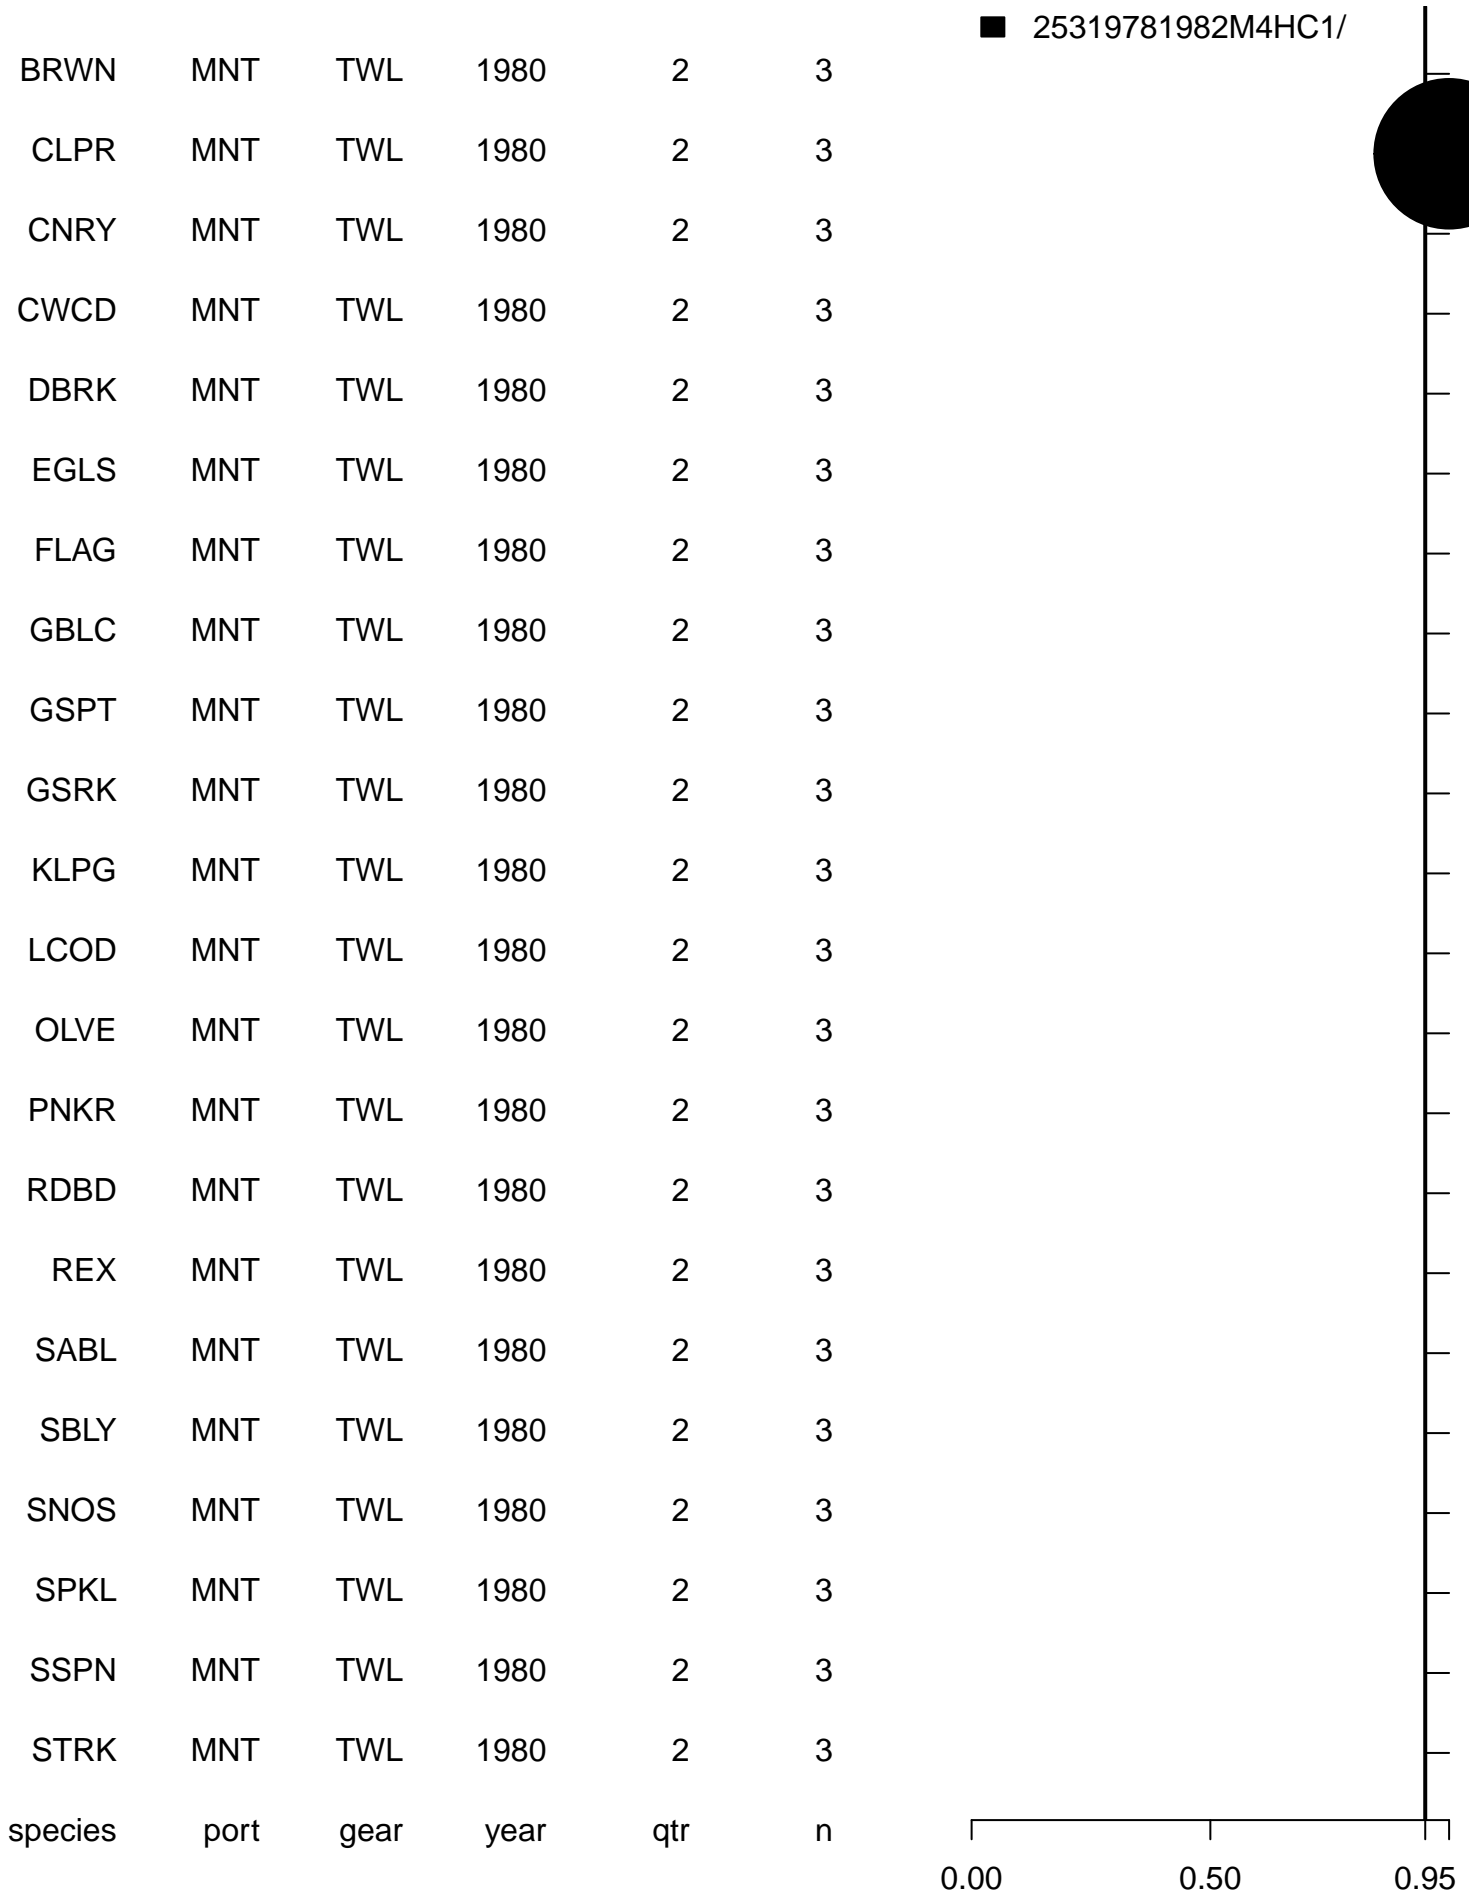 25319781982M4HC1/
BRWN MNT TWL 1980 2 3
CLPR MNT TWL 1980 2 3
CNRY MNT TWL 1980 2 3
CWCD MNT TWL 1980 2 3
DBRK MNT TWL 1980 2 3
EGLS MNT TWL 1980 2 3
FLAG MNT TWL 1980 2 3
GBLC MNT TWL 1980 2 3
GSPT MNT TWL 1980 2 3
GSRK MNT TWL 1980 2 3
KLPG MNT TWL 1980 2 3
LCOD MNT TWL 1980 2 3
OLVE MNT TWL 1980 2 3
PNKR MNT TWL 1980 2 3
RDBD MNT TWL 1980 2 3
REX MNT TWL 1980 2 3
SABL MNT TWL 1980 2 3
SBLY MNT TWL 1980 2 3
SNOS MNT TWL 1980 2 3
SPKL MNT TWL 1980 2 3
SSPN MNT TWL 1980 2 3
STRK MNT TWL 1980 2 3
species port gear year qtr n
0.00 0.50 0.95